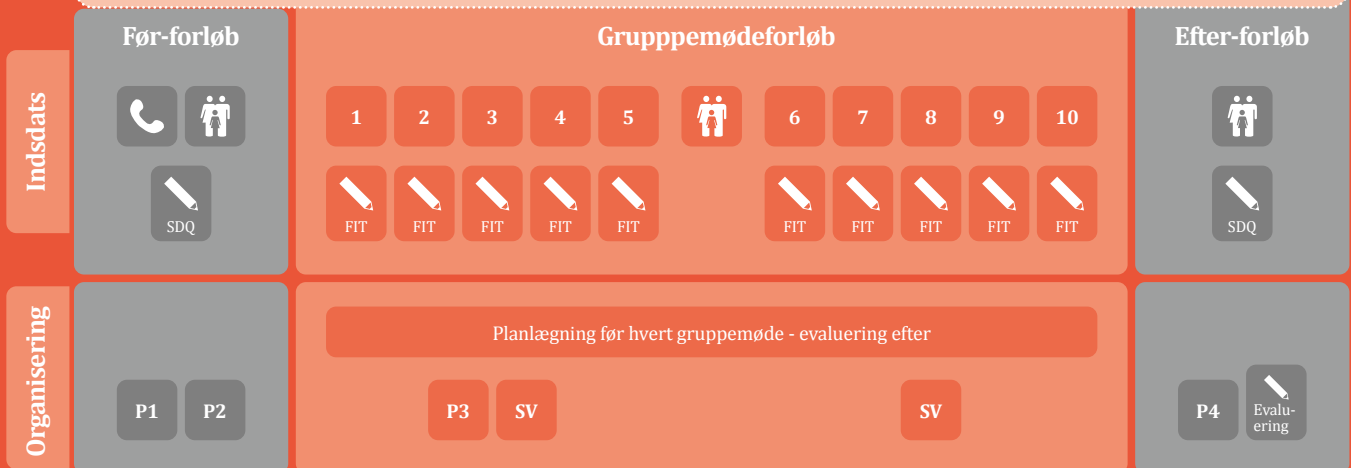 Før-forløb
Grupppemødeforløb
Efter-forløb
Indsdats
1 2 3 4 5 6 7 8 9 10
SDQ
FIT FIT FIT FIT FIT FIT FIT FIT FIT FIT
SDQ
Organisering
Planlægning før hvert gruppemøde - evaluering efter
P1 P2
P3 SV
SV
P4
Evalu-
ering